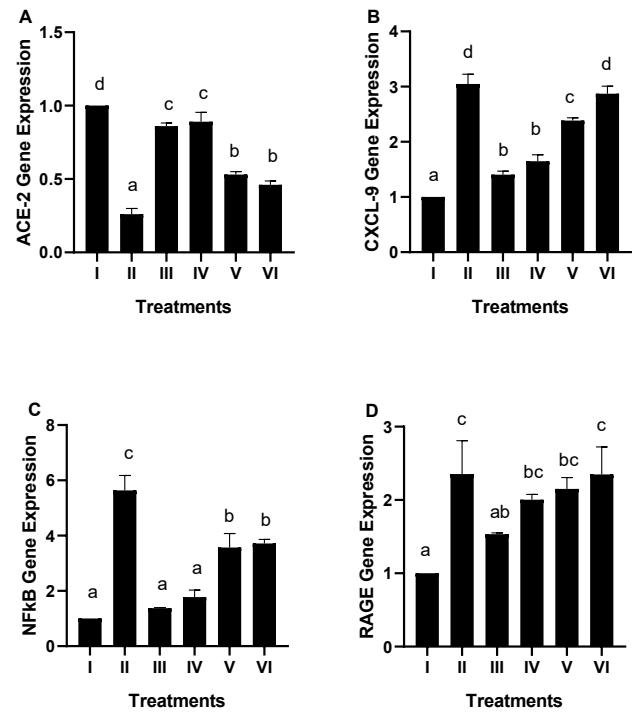 A
ACE-2 Gene Expression
1.5
1.0
0.5
0.0
d
a
c
c
b
b
I II III IV V VI
Treatments
B
CXCL-9 Gene Expression
4
3
2
1
0
a
d
b
b
c
d
I II III IV V VI
Treatments
C
NFkB Gene Expression
8
6
4
2
0
a
c
a
a
b
b
I II III IV V VI
Treatments
D
RAGE Gene Expression
3
2
1
0
a
c
ab
bc
bc
c
I II III IV V VI
Treatments